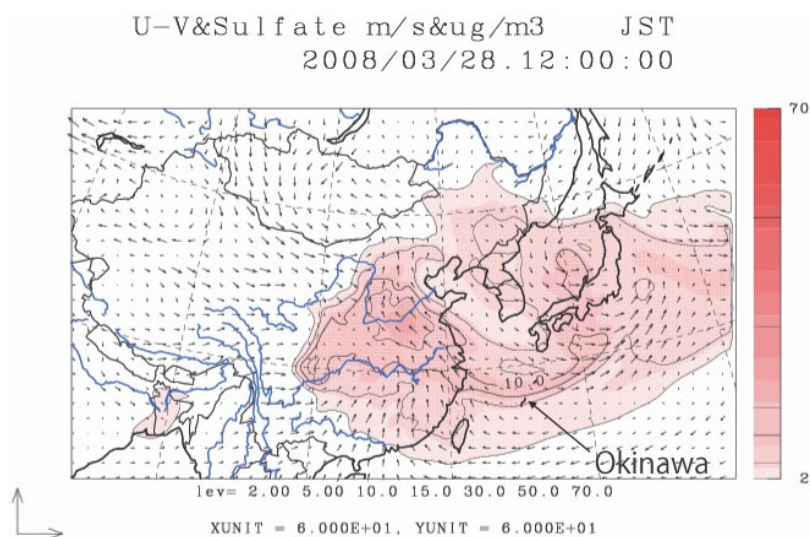 U-V&Sulfate m/s&ug/m3 JST
2008/03/28.12:00:00
70
10.0
Okinawa
2
lev= 2.00 5.00 10.0 15.0 30.0 50.0 70.0
XUNIT = 6.000E+01, YUNIT = 6.000E+01